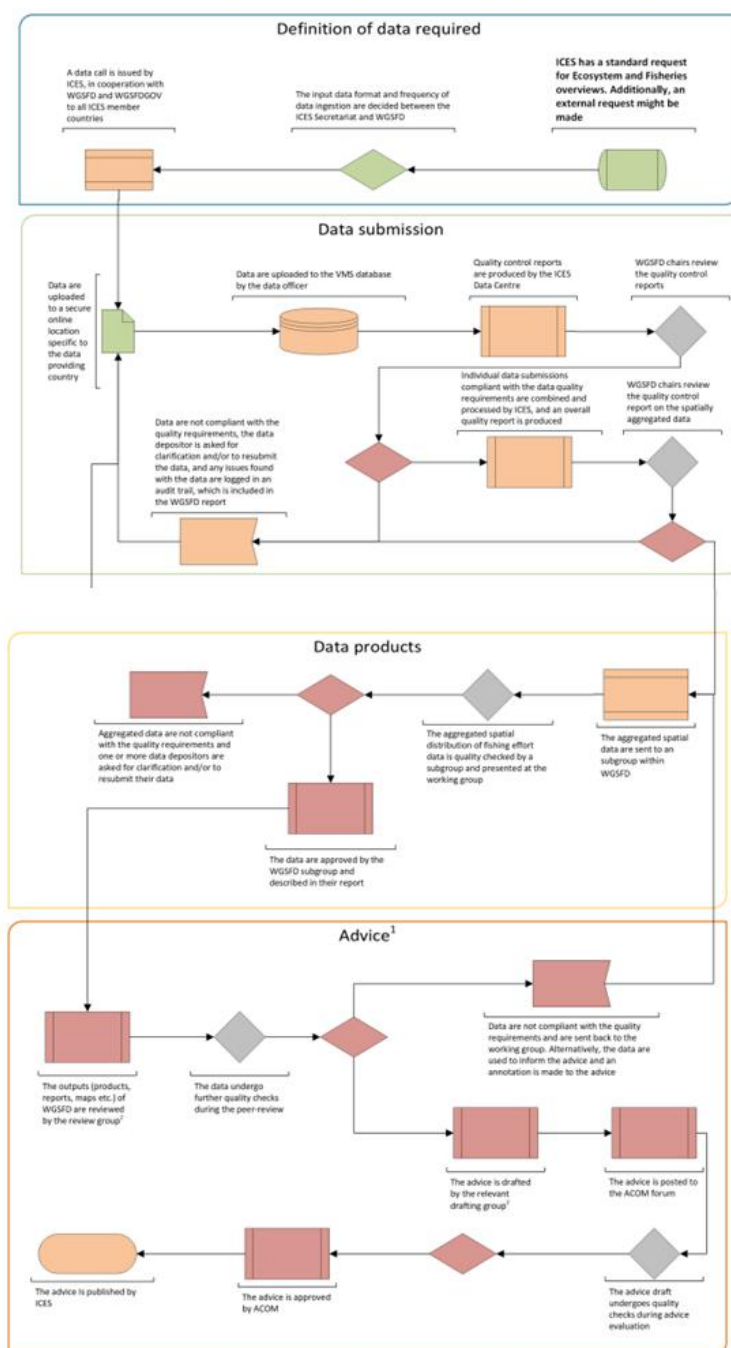 Definition of data required
A data call is issued by
ICES, in cooperation with
WGSFD and WGSFDGOV
to all ICES member
countries
The input data format and frequency of
data ingestion are decided between the
ICES Secretariat and WGSFD
ICES has a standard request
for Ecosystem and Fisheries
overviews. Additionally, an
external request might be
made
Data submission
Data are
uploaded
to a secure
online
location
specific to
the data
providing
country
Data are uploaded to the VMS database
by the data officer
Quality control reports
are produced by the ICES
Data Centre
WGSFD chairs review
the quality control
reports
Data are not compliant with the
quality requirements, the data
depositor is asked for
clarification and/or to resubmit
the data, and any issues found
with the data are logged in an
audit trail, which is included in
the WGSFD report
Individual data submissions
compliant with the data quality
requirements are combined and
processed by ICES, and an overall
quality report is produced
WGSFD chairs review
the quality control
report on the spatially
aggregated data
Data products
Aggregated data are not compliant
with the quality requirements and
one or more data depositors are
asked for clarification and/or to
resubmit their data
The aggregated spatial
distribution of fishing effort
data is quality checked by a
subgroup and presented at the
working group
The aggregated spatial
data are sent to an
subgroup within
WGSFD
The data are approved by the
WGSFD subgroup and
described in their report
Advice¹
Data are not compliant with the quality
requirements and are sent back to the
working group. Alternatively, the data are
used to inform the advice and an
annotation is made to the advice
The outputs (products,
reports, maps etc.) of
WGSFD are reviewed
by the review group²
The data undergo
further quality checks
during the peer-review
The advice is drafted
by the relevant
drafting group²
The advice is posted to
the ACOM forum
The advice is published by
ICES
The advice is approved
by ACOM
The advice draft
undergoes quality
checks during advice
evaluation